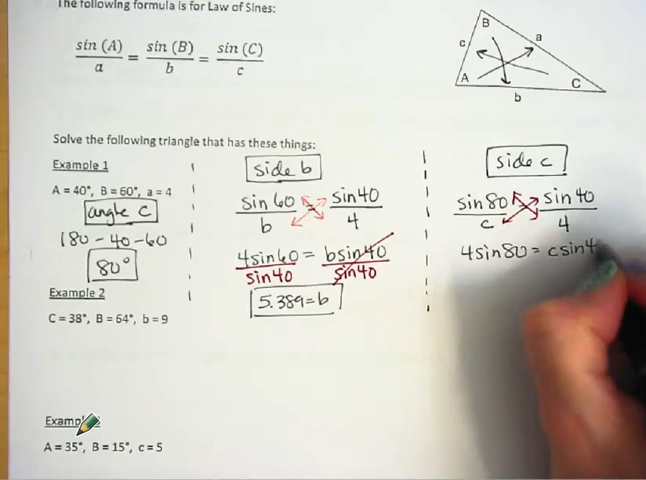 The following formula is for Law of Sines:
sin (A)/a = sin (B)/b = sin (C)/c
B
c
a
A
C
b
Solve the following triangle that has these things:
Example 1
A = 40°, B = 60°, a = 4
angle C
180 - 40 - 60
80°
side b
sin 60/b = sin 40/4
4sin60/sin40 = bsin40/sin40
5.389 = b
side c
sin 80/c = sin 40/4
4sin80 = csin4
Example 2
C = 38°, B = 64°, b = 9
A = 35°, B = 15°, c = 5